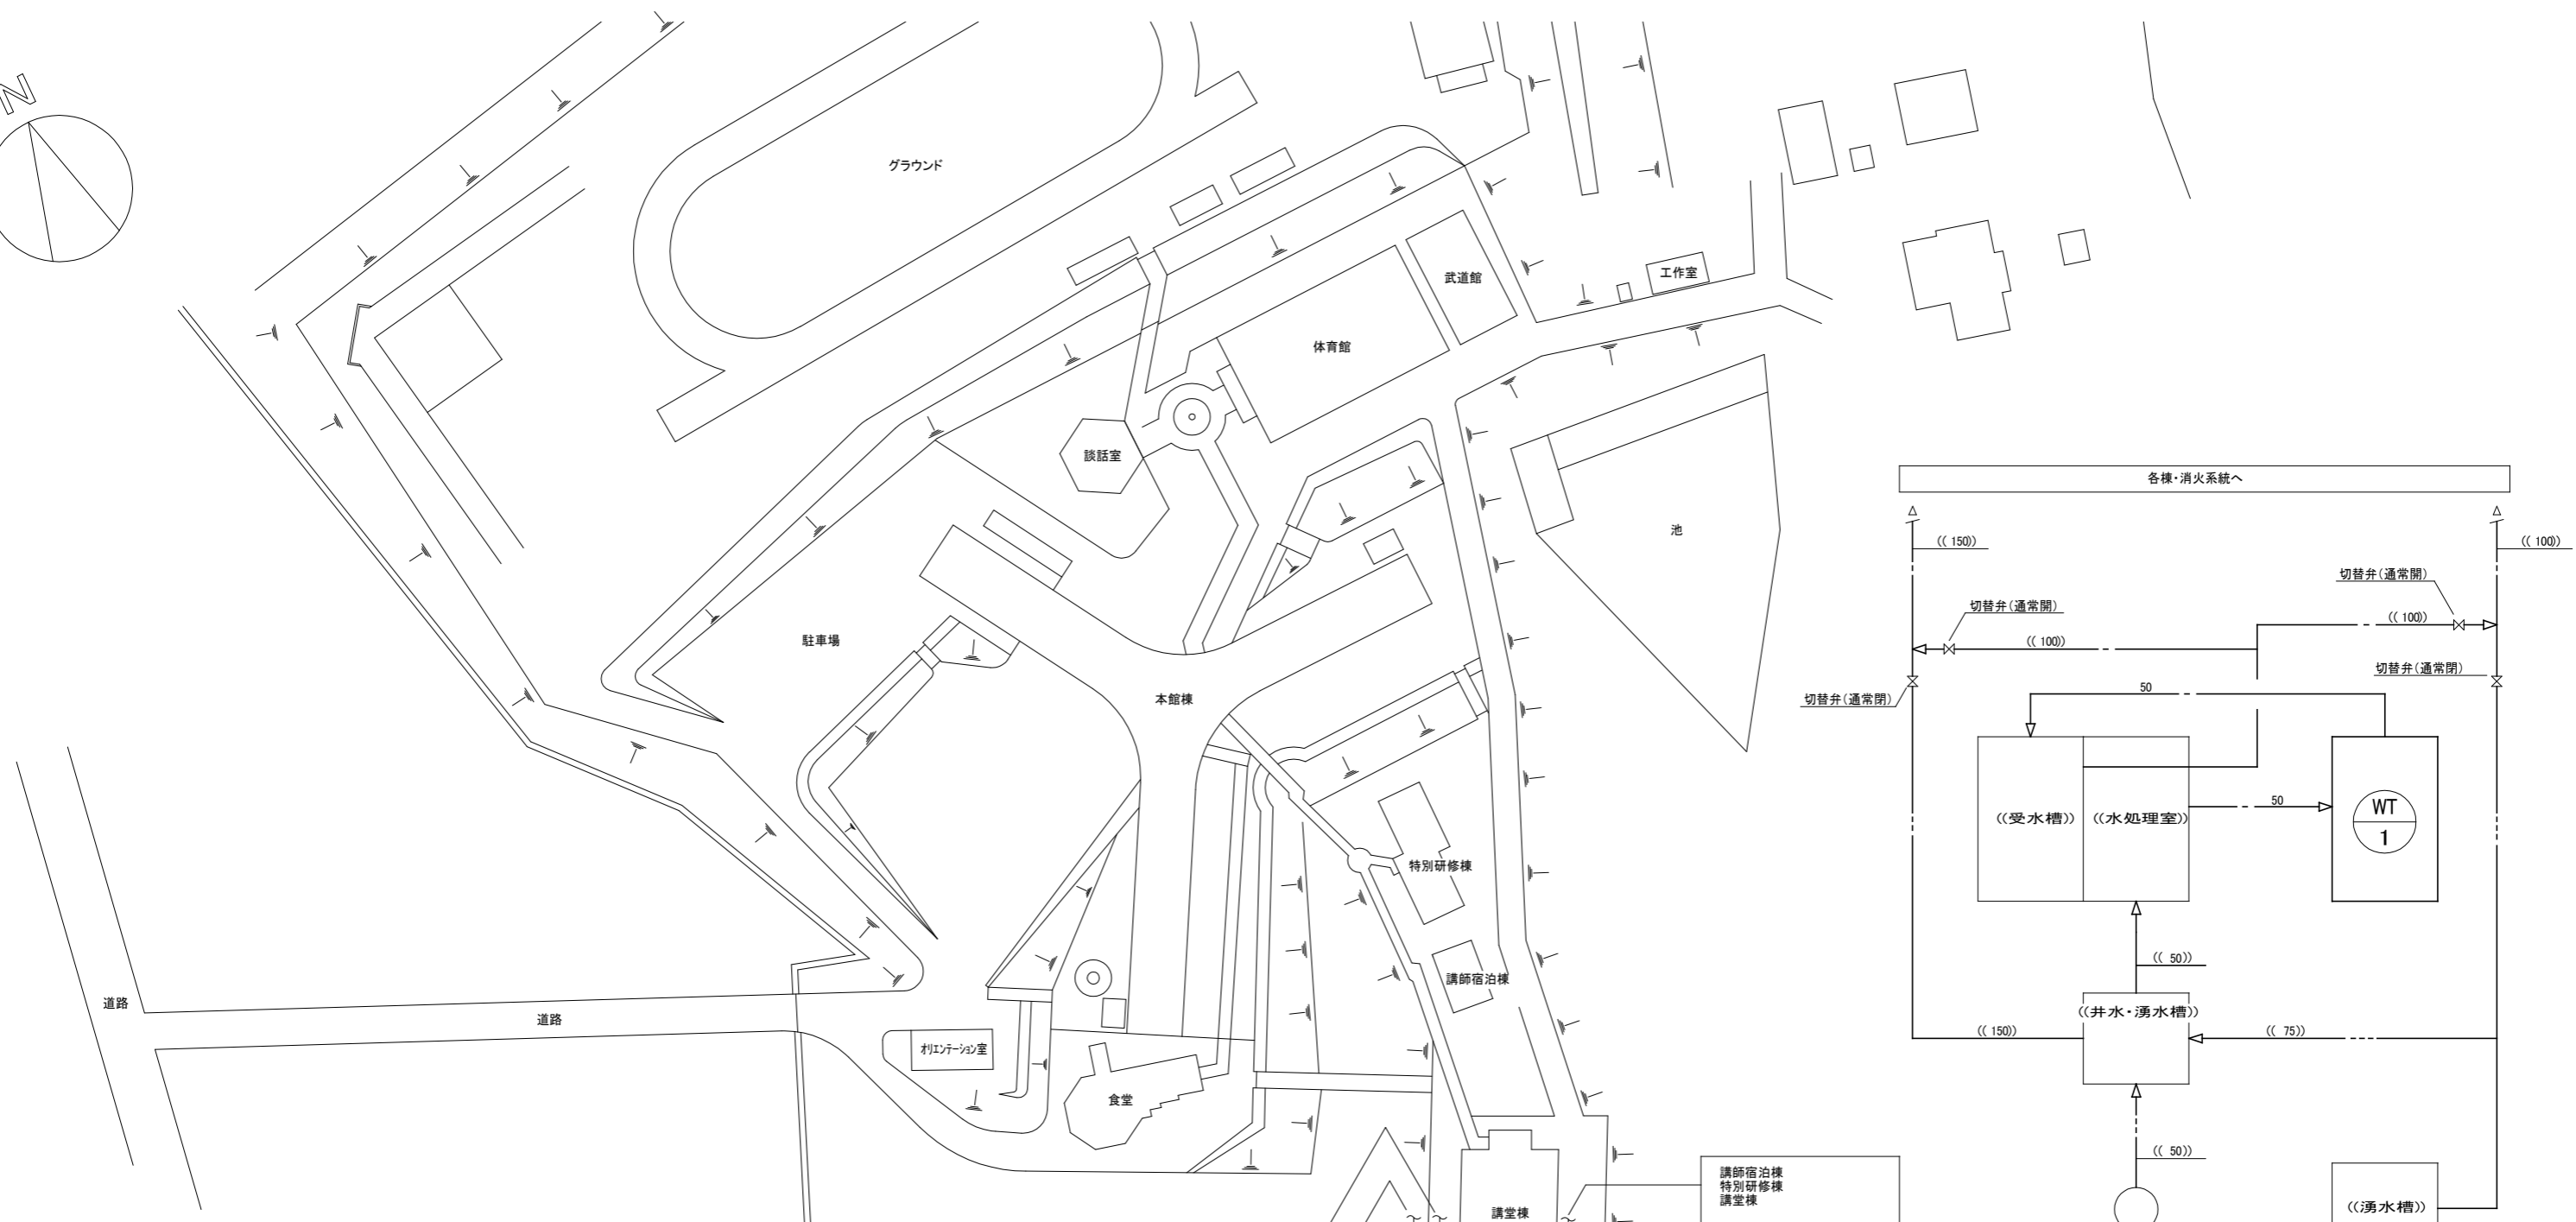 N
グラウンド
武道館
工作室
体育館
談話室
池
駐車場
本館棟
特別研修棟
講師宿泊棟
道路
道路
オリエンテーション室
食堂
講堂棟
講師宿泊棟
特別研修棟
講堂棟
各棟・消火系統へ
(( 150))
(( 100))
切替弁(通常開)
切替弁(通常開)
(( 100))
(( 100))
切替弁(通常閉)
切替弁(通常閉)
50
((受水槽))
((水処理室))
50
WT
1
(( 50))
((井水・湧水槽))
(( 150))
(( 75))
(( 50))
((湧水槽))